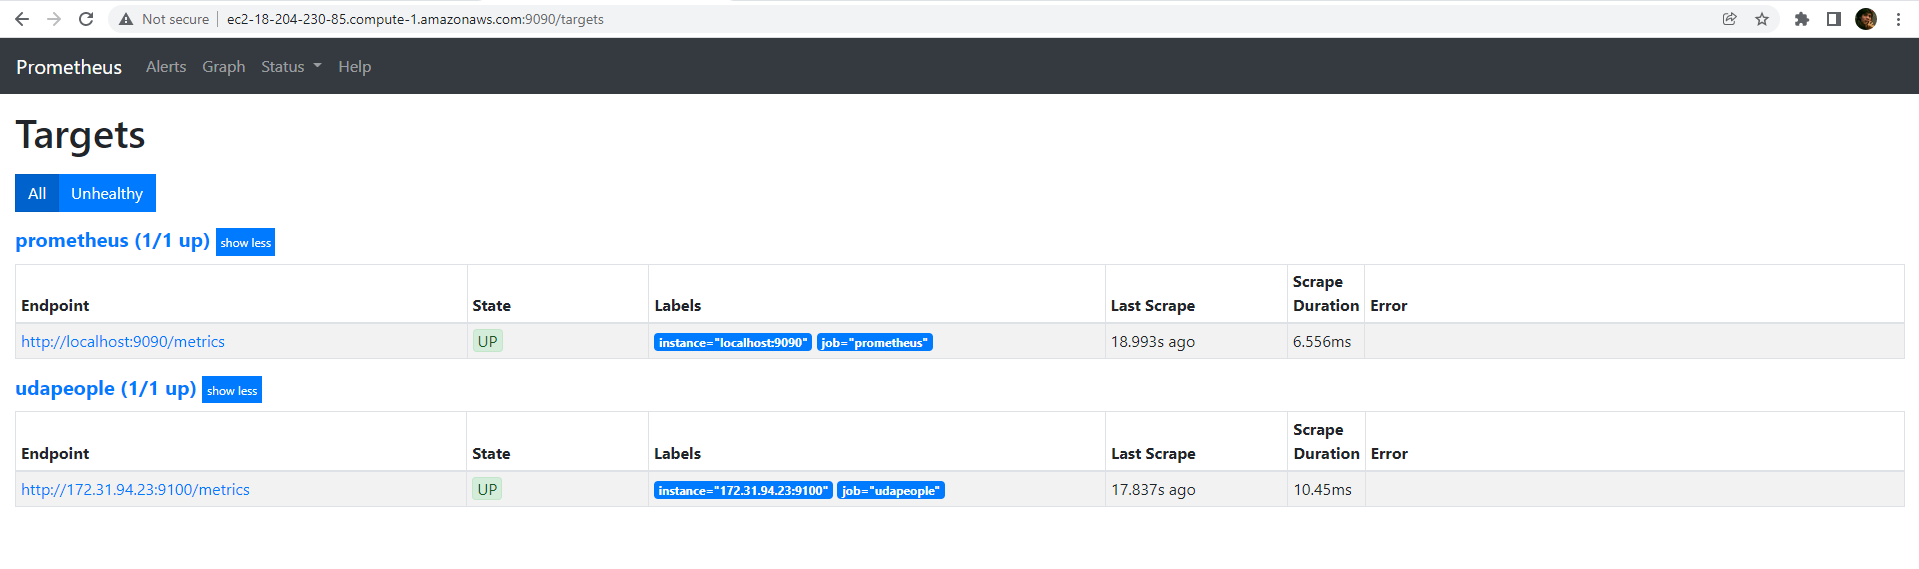 Not secure | ec2-18-204-230-85.compute-1.amazonaws.com:9090/targets
Prometheus Alerts Graph Status Help
Targets
All Unhealthy
prometheus (1/1 up) show less
Endpoint State Labels Last Scrape Scrape Duration Error
http://localhost:9090/metrics UP instance="localhost:9090" job="prometheus" 18.993s ago 6.556ms
udapeople (1/1 up) show less
Endpoint State Labels Last Scrape Scrape Duration Error
http://172.31.94.23:9100/metrics UP instance="172.31.94.23:9100" job="udapeople" 17.837s ago 10.45ms